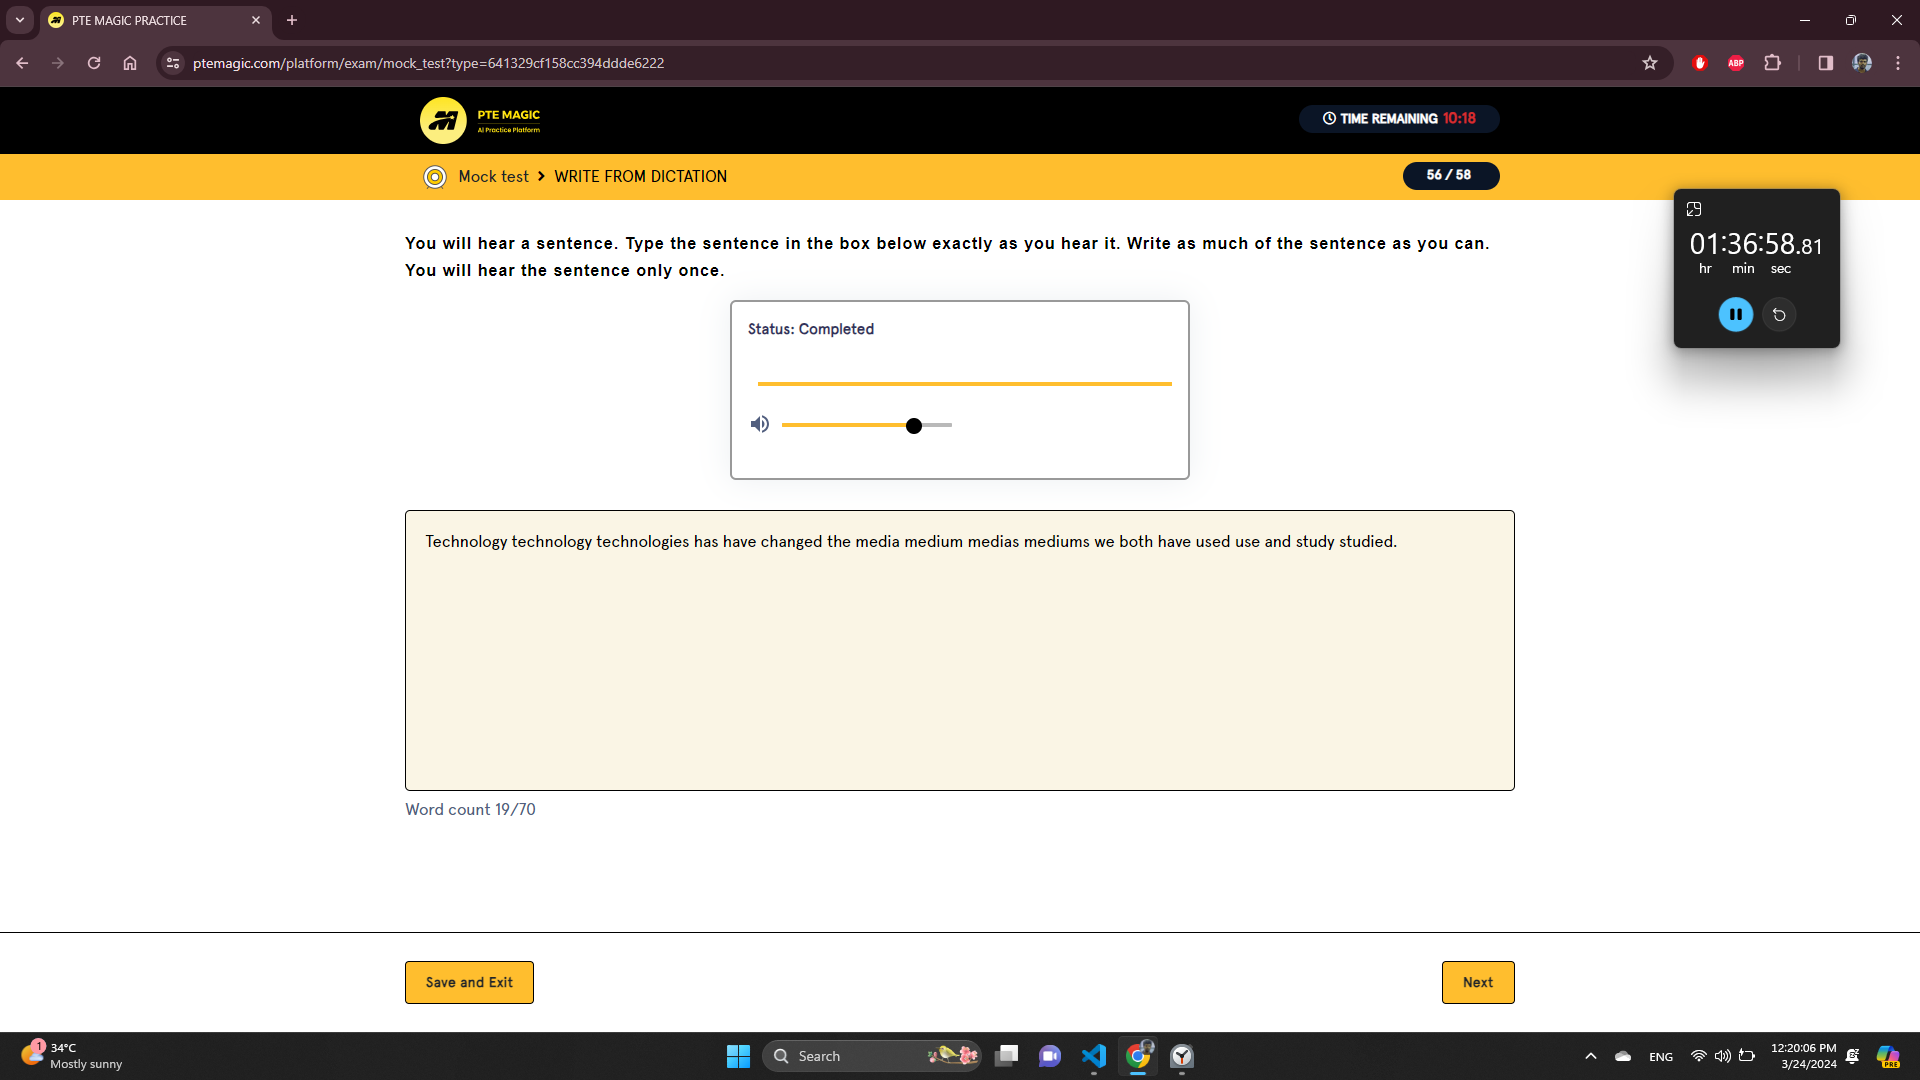 PTE MAGIC PRACTICE
ptemagic.com/platform/exam/mock_test?type=641329cf158cc394ddde6222
ABP
PTE MAGIC
AI Practice Platform
TIME REMAINING 10:18
Mock test > WRITE FROM DICTATION
56 / 58
You will hear a sentence. Type the sentence in the box below exactly as you hear it. Write as much of the sentence as you can.
You will hear the sentence only once.
01:36:58.81
hr min sec
Status: Completed
Technology technology technologies has have changed the media medium medias mediums we both have used use and study studied.
Word count 19/70
Save and Exit
Next
1
34°C
Mostly sunny
Search
ENG
12:20:06 PM
3/24/2024
PRE